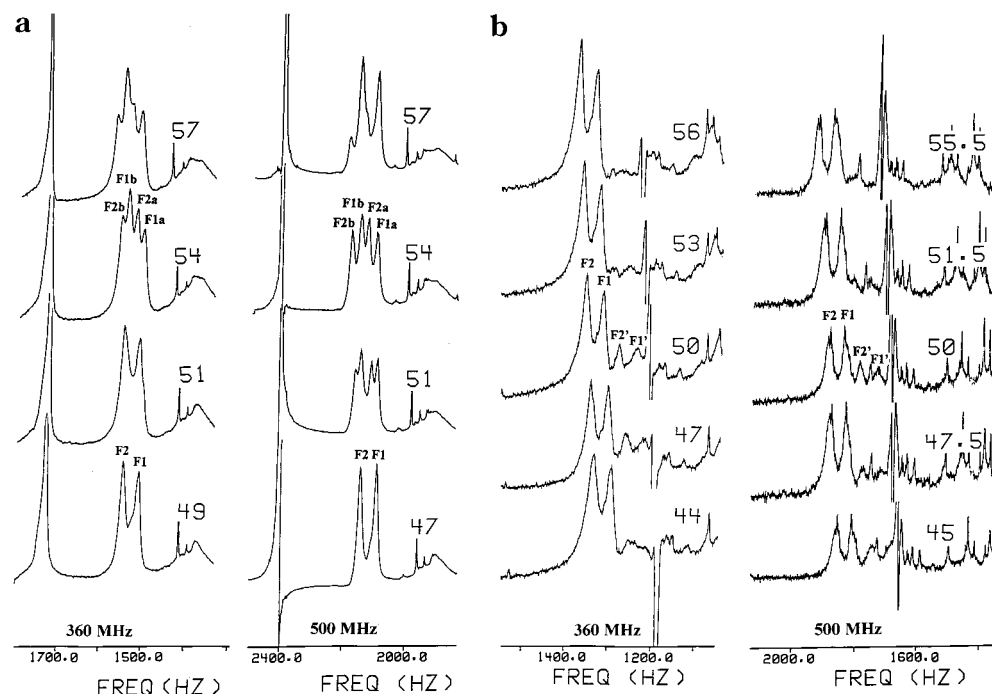 a
b
57
F1b
F2b
F2a
F1a
54
51
F2
F1
49
360 MHz
1700.0
1500.0
FREQ (HZ)
57
F1b
F2b
F2a
F1a
54
51
F2 F1
47
500 MHz
2400.0
2000.0
FREQ (HZ)
56
53
F2
F1
F2'
F1'
50
47
44
360 MHz
1400.0
1200.0
FREQ (HZ)
55.5
51.5
F2 F1
F2'
F1'
50
47.5
45
500 MHz
2000.0
1600.0
FREQ (HZ)